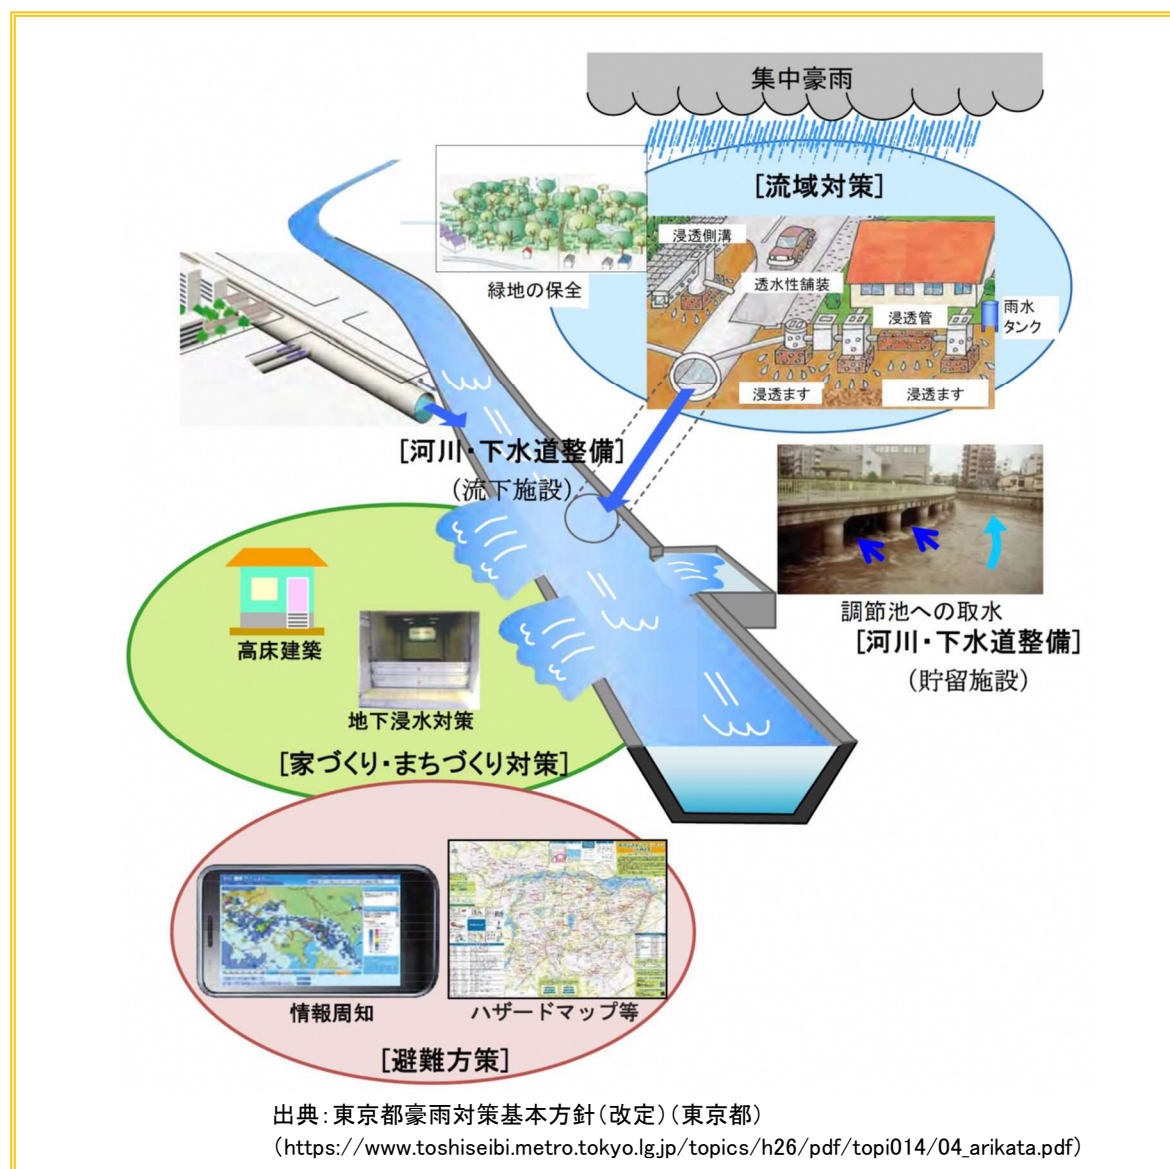 集中豪雨
[流域対策]
浸透側溝
透水性舗装
緑地の保全
浸透管
雨水
タンク
浸透ます
浸透ます
[河川・下水道整備]
(流下施設)
調節池への取水
[河川・下水道整備]
(貯留施設)
高床建築
地下浸水対策
[家づくり・まちづくり対策]
情報周知
ハザードマップ等
[避難方策]
出典：東京都豪雨対策基本方針（改定）（東京都）
（https://www.toshiseibi.metro.tokyo.lg.jp/topics/h26/pdf/topi014/04_arikata.pdf）